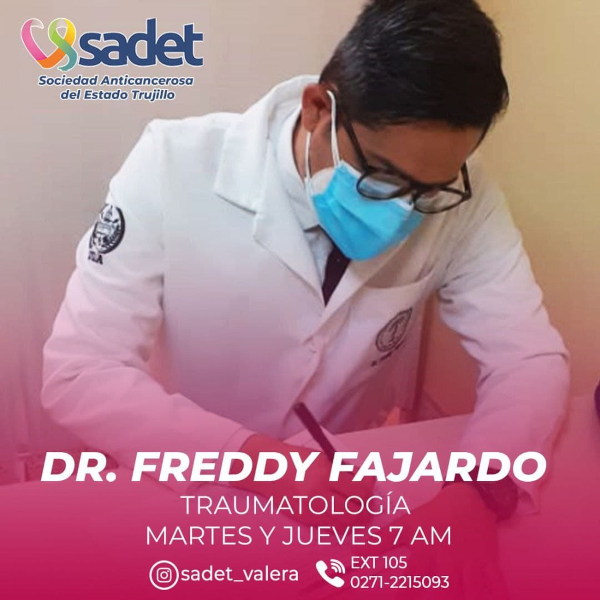 sadet
Sociedad Anticancerosa
del Estado Trujillo
DR. FREDDY FAJARDO
TRAUMATOLOGÍA
MARTES Y JUEVES 7 AM
sadet_valera
EXT 105
0271-2215093